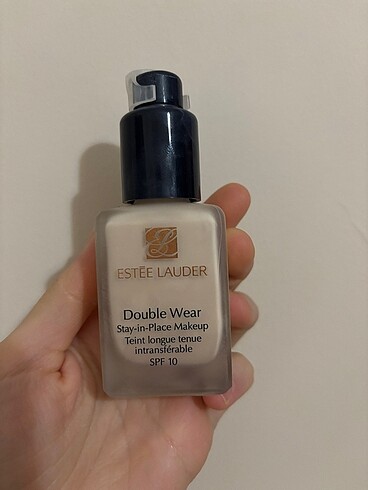 ESTĒE LAUDER
Double Wear
Stay-in-Place Makeup
Teint longue tenue
intransférable
SPF 10